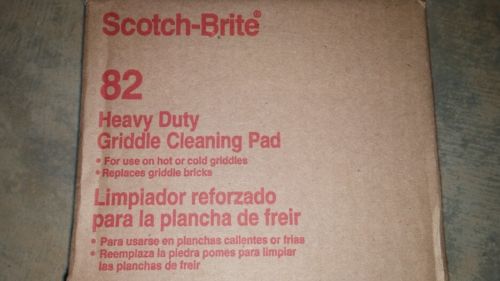 Scotch-Brite®
82
Heavy Duty
Griddle Cleaning Pad
• For use on hot or cold griddles
• Replaces griddle bricks
Limpiador reforzado
para la plancha de freir
• Para usarse en planchas calientes or frias
• Reemplaza la piedra pomes para limpiar
las planchas de freir